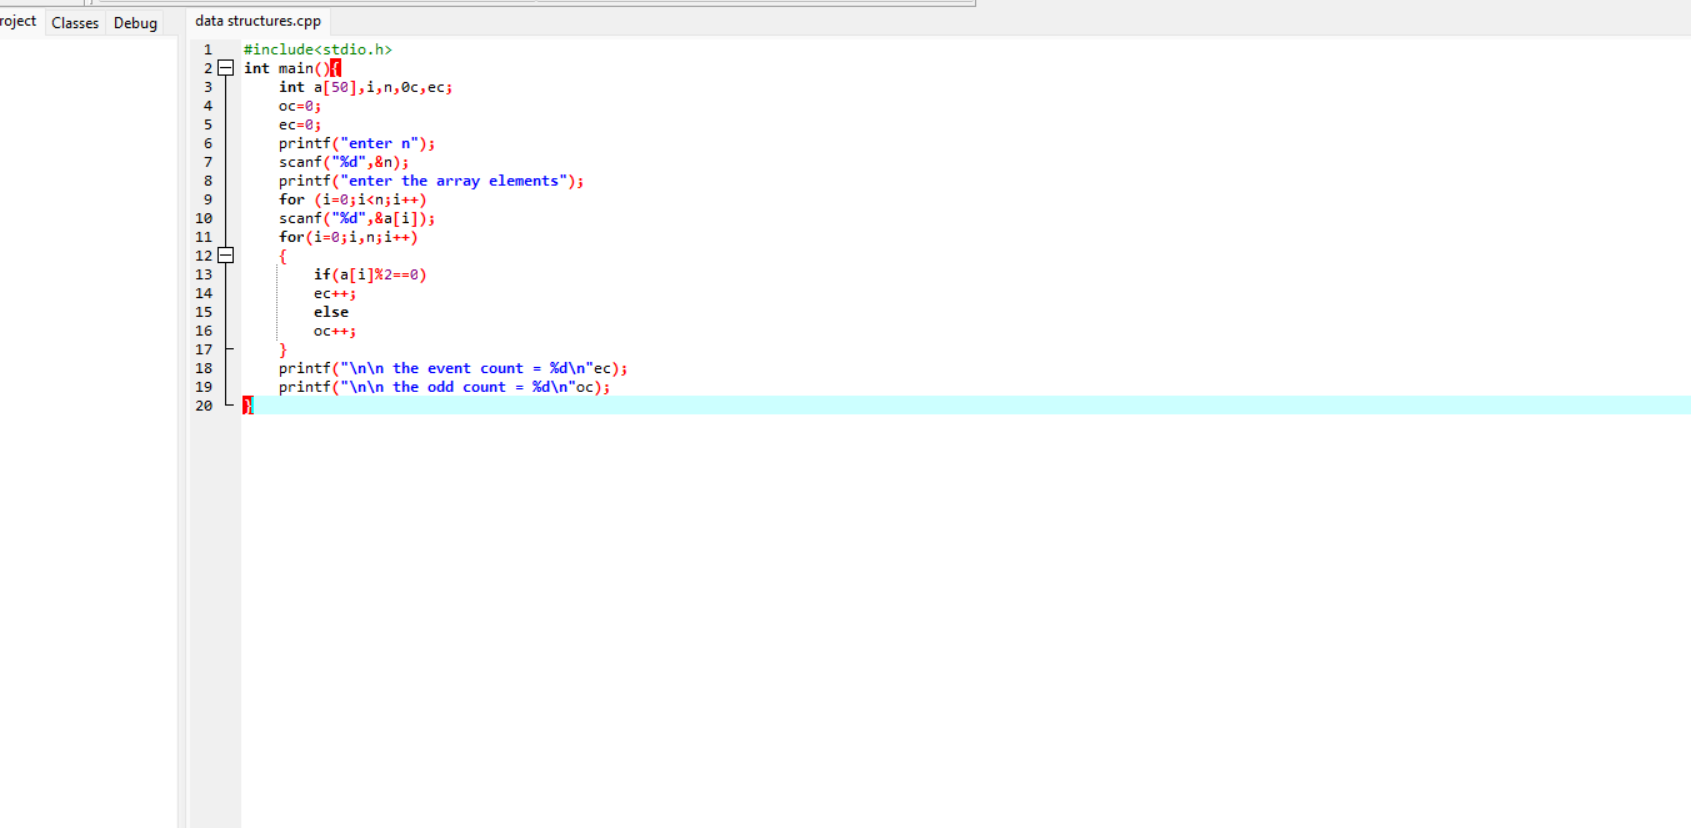 roject Classes Debug data structures.cpp
1 #include<stdio.h>
2 int main(){
3 int a[50],i,n,0c,ec;
4 oc=0;
5 ec=0;
6 printf("enter n");
7 scanf("%d",&n);
8 printf("enter the array elements");
9 for (i=0;i<n;i++)
10 scanf("%d",&a[i]);
11 for(i=0;i,n;i++)
12 {
13 if(a[i]%2==0)
14 ec++;
15 else
16 oc++;
17 }
18 printf("\n\n the event count = %d\n"ec);
19 printf("\n\n the odd count = %d\n"oc);
20 }